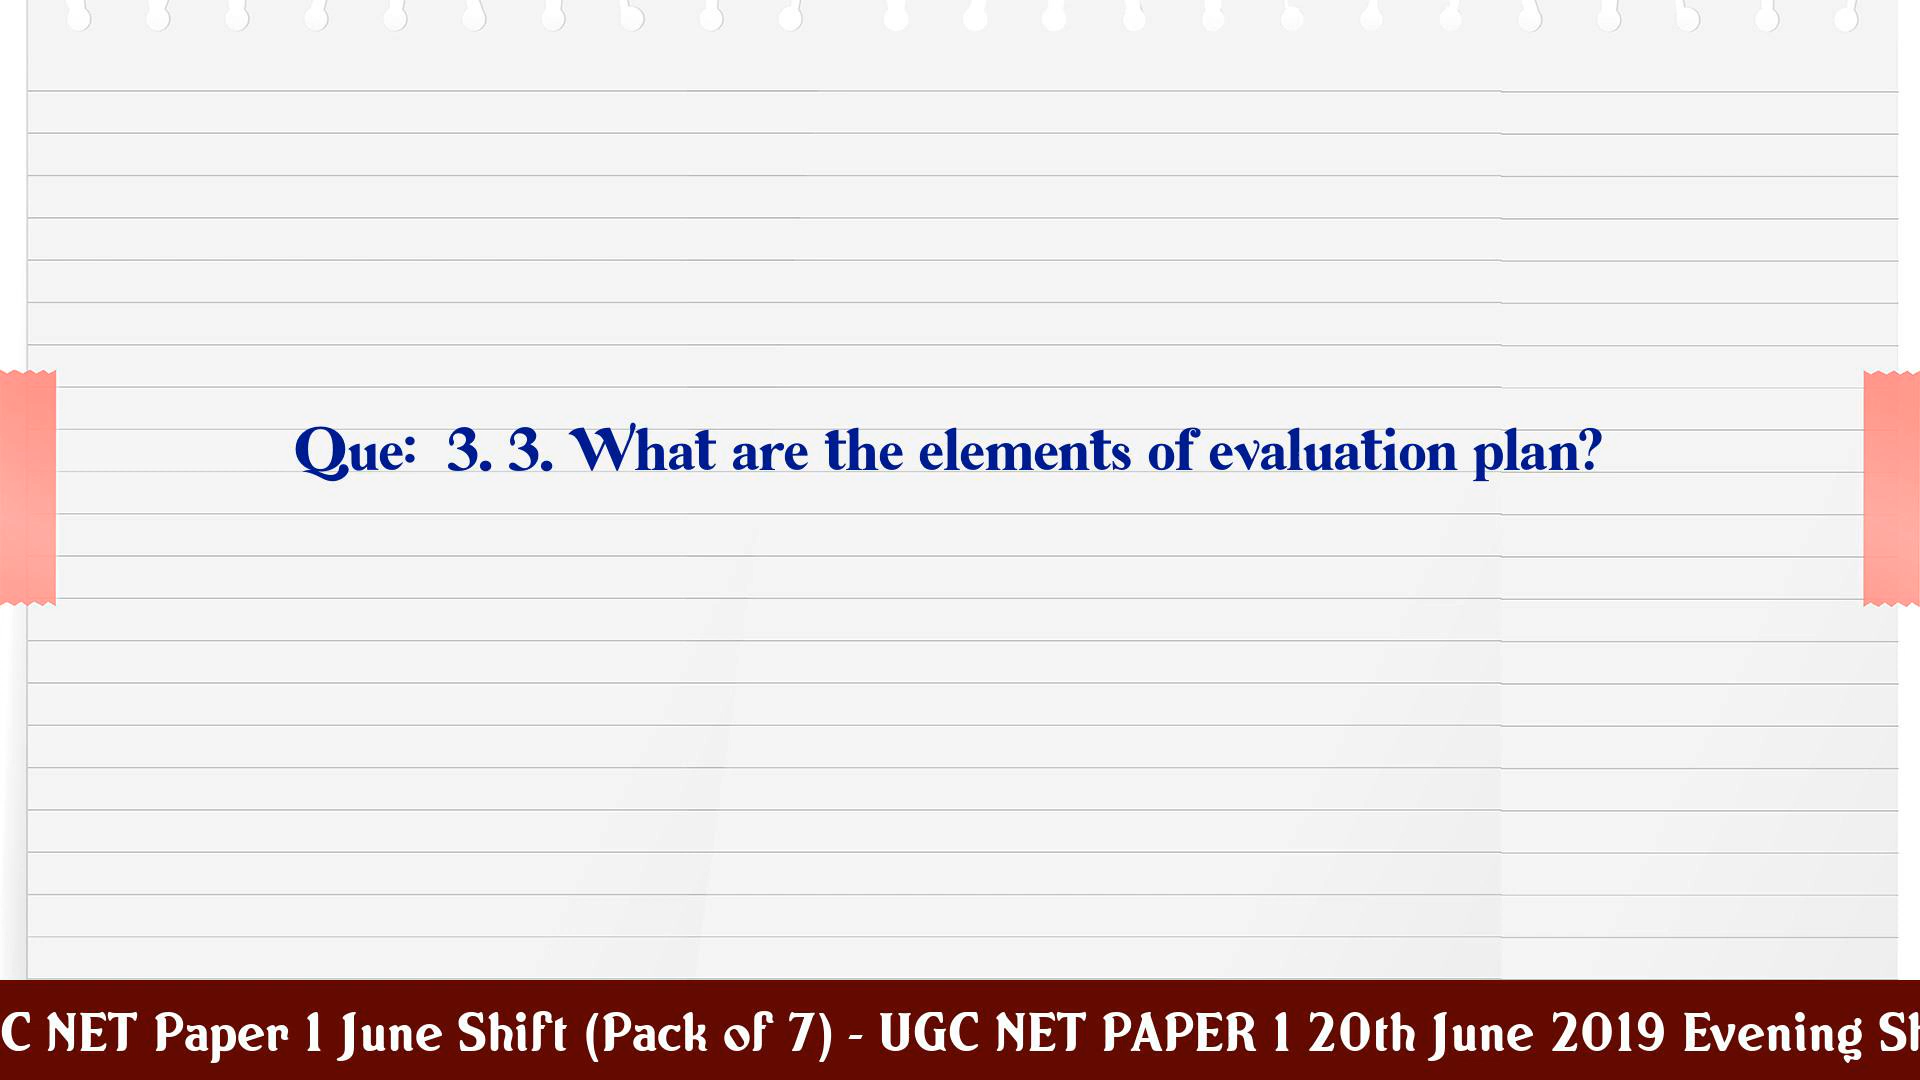 Que: 3. 3. What are the elements of evaluation plan?
C NET Paper 1 June Shift (Pack of 7) - UGC NET PAPER 1 20th June 2019 Evening Sh